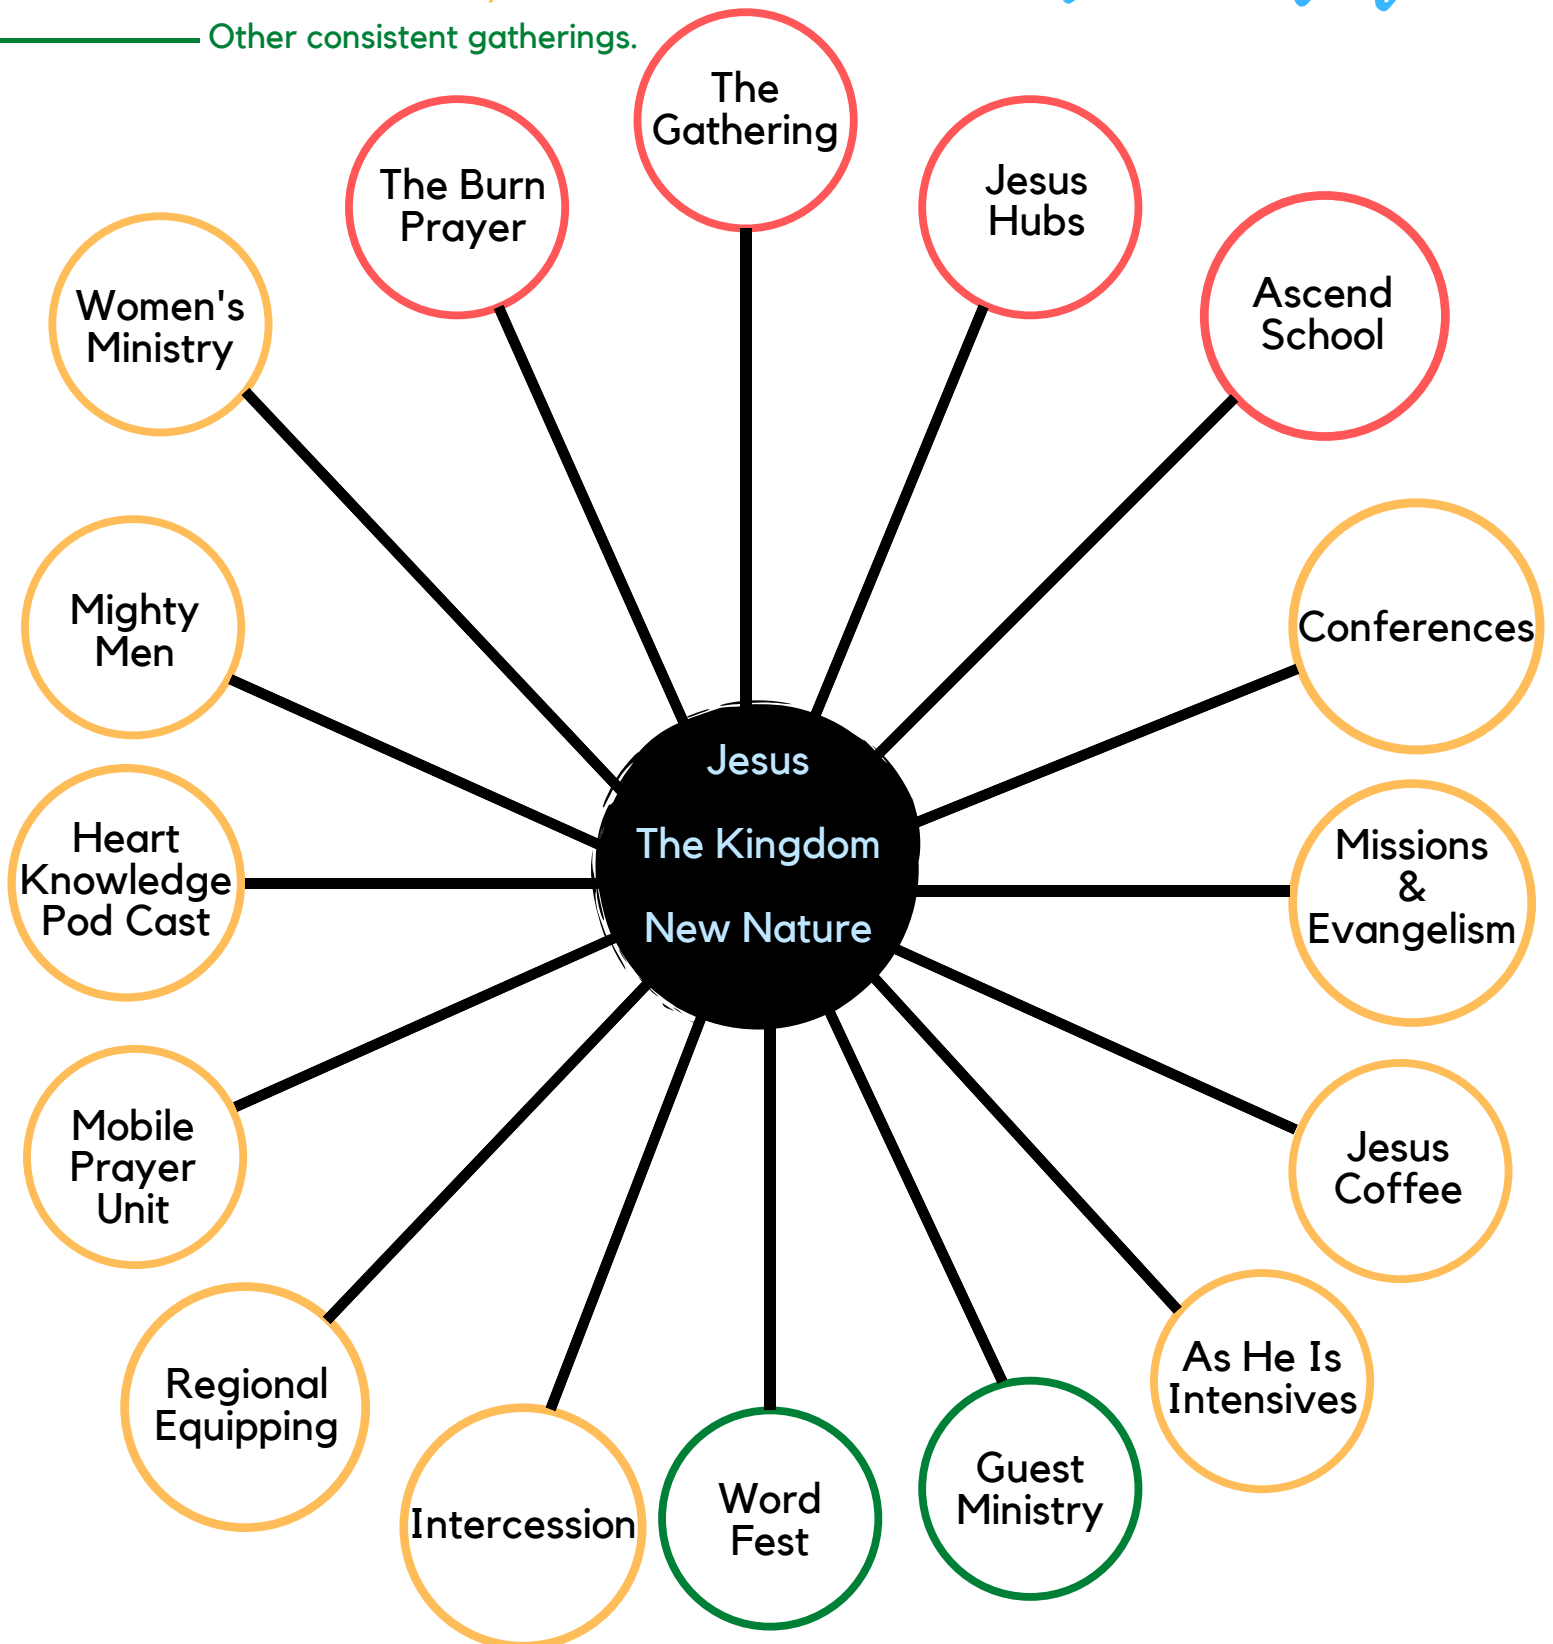 Other consistent gatherings.
The
Gathering
The Burn
Prayer
Jesus
Hubs
Ascend
School
Women's
Ministry
Mighty
Men
Conferences
Heart
Knowledge
Pod Cast
Jesus
The Kingdom
New Nature
Missions
&
Evangelism
Mobile
Prayer
Unit
Jesus
Coffee
Regional
Equipping
As He Is
Intensives
Intercession
Word
Fest
Guest
Ministry